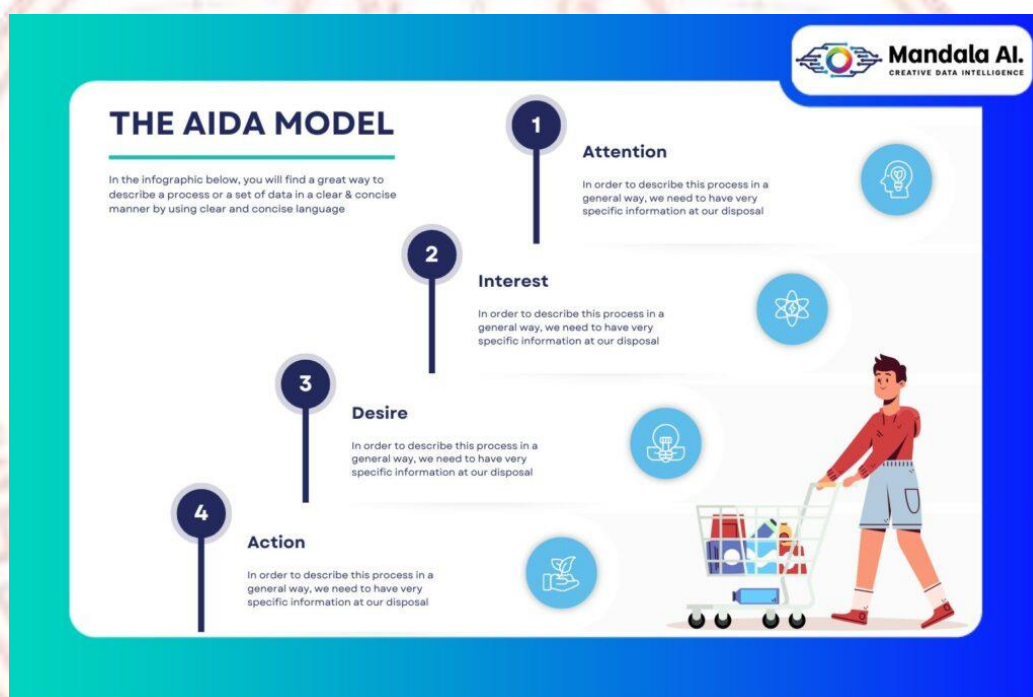 Mandala AI.
CREATIVE DATA INTELLIGENCE
THE AIDA MODEL
In the infographic below, you will find a great way to
describe a process or a set of data in a clear & concise
manner by using clear and concise language
1
Attention
In order to describe this process in a
general way, we need to have very
specific information at our disposal
2
Interest
In order to describe this process in a
general way, we need to have very
specific information at our disposal
3
Desire
In order to describe this process in a
general way, we need to have very
specific information at our disposal
4
Action
In order to describe this process in a
general way, we need to have very
specific information at our disposal